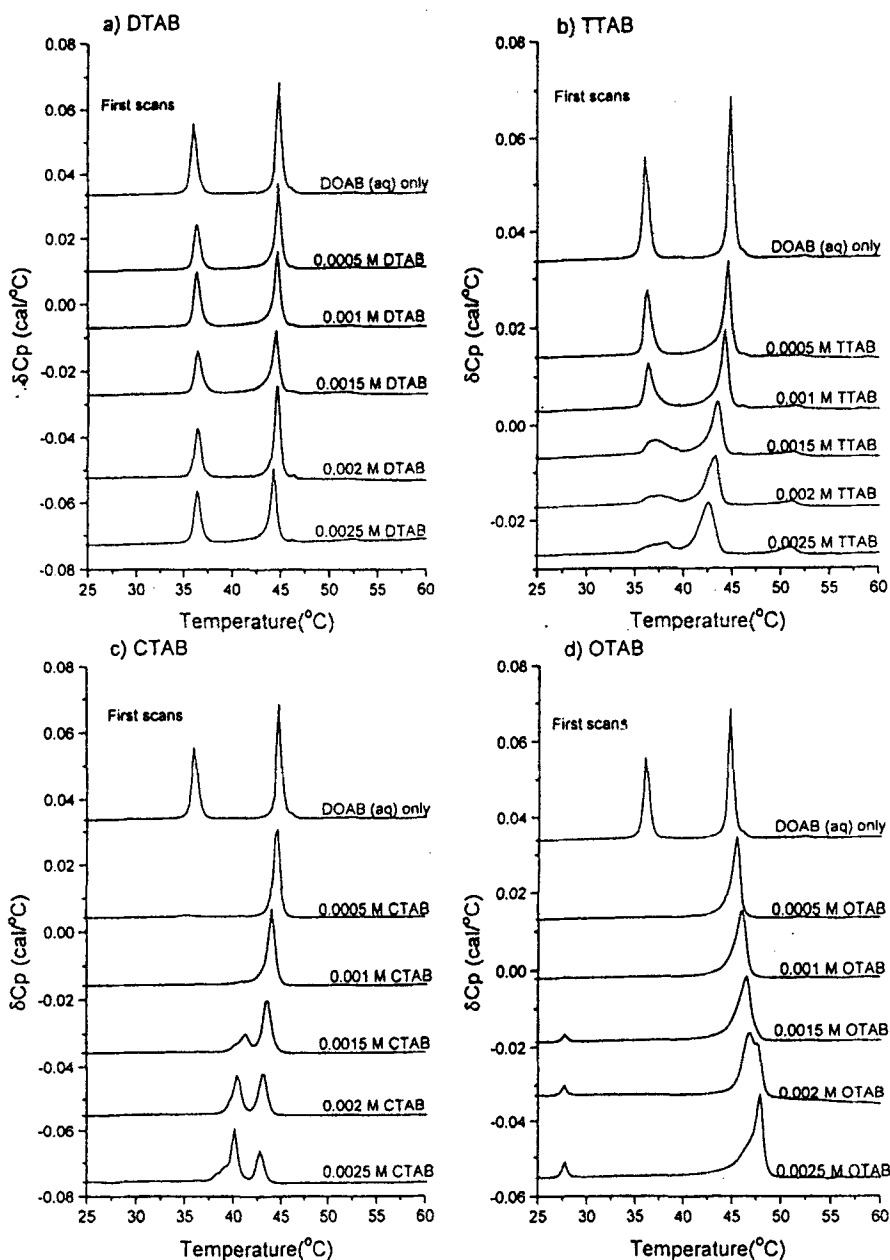 a) DTAB
0.08
First scans
0.06
0.04
DOAB (aq) only
0.02
0.0005 M DTAB
0.00
0.001 M DTAB
-0.02
0.0015 M DTAB
-0.04
0.002 M DTAB
-0.06
0.0025 M DTAB
-0.08
25 30 35 40 45 50 55 60
Temperature(°C)
δCp (cal/°C)
b) TTAB
0.08
First scans
0.06
0.04
DOAB (aq) only
0.02
0.0005 M TTAB
0.001 M TTAB
0.00
0.0015 M TTAB
0.002 M TTAB
-0.02
0.0025 M TTAB
25 30 35 40 45 50 55 60
Temperature(°C)
δCp (cal/°C)
c) CTAB
0.08
First scans
0.06
0.04
DOAB (aq) only
0.02
0.0005 M CTAB
0.00
0.001 M CTAB
-0.02
0.0015 M CTAB
-0.04
0.002 M CTAB
-0.06
0.0025 M CTAB
-0.08
25 30 35 40 45 50 55 60
Temperature(°C)
δCp (cal/°C)
d) OTAB
0.08
First scans
0.06
0.04
DOAB (aq) only
0.02
0.0005 M OTAB
0.00
0.001 M OTAB
0.0015 M OTAB
-0.02
0.002 M OTAB
-0.04
0.0025 M OTAB
-0.06
25 30 35 40 45 50 55 60
Temperature(°C)
δCp (cal/°C)